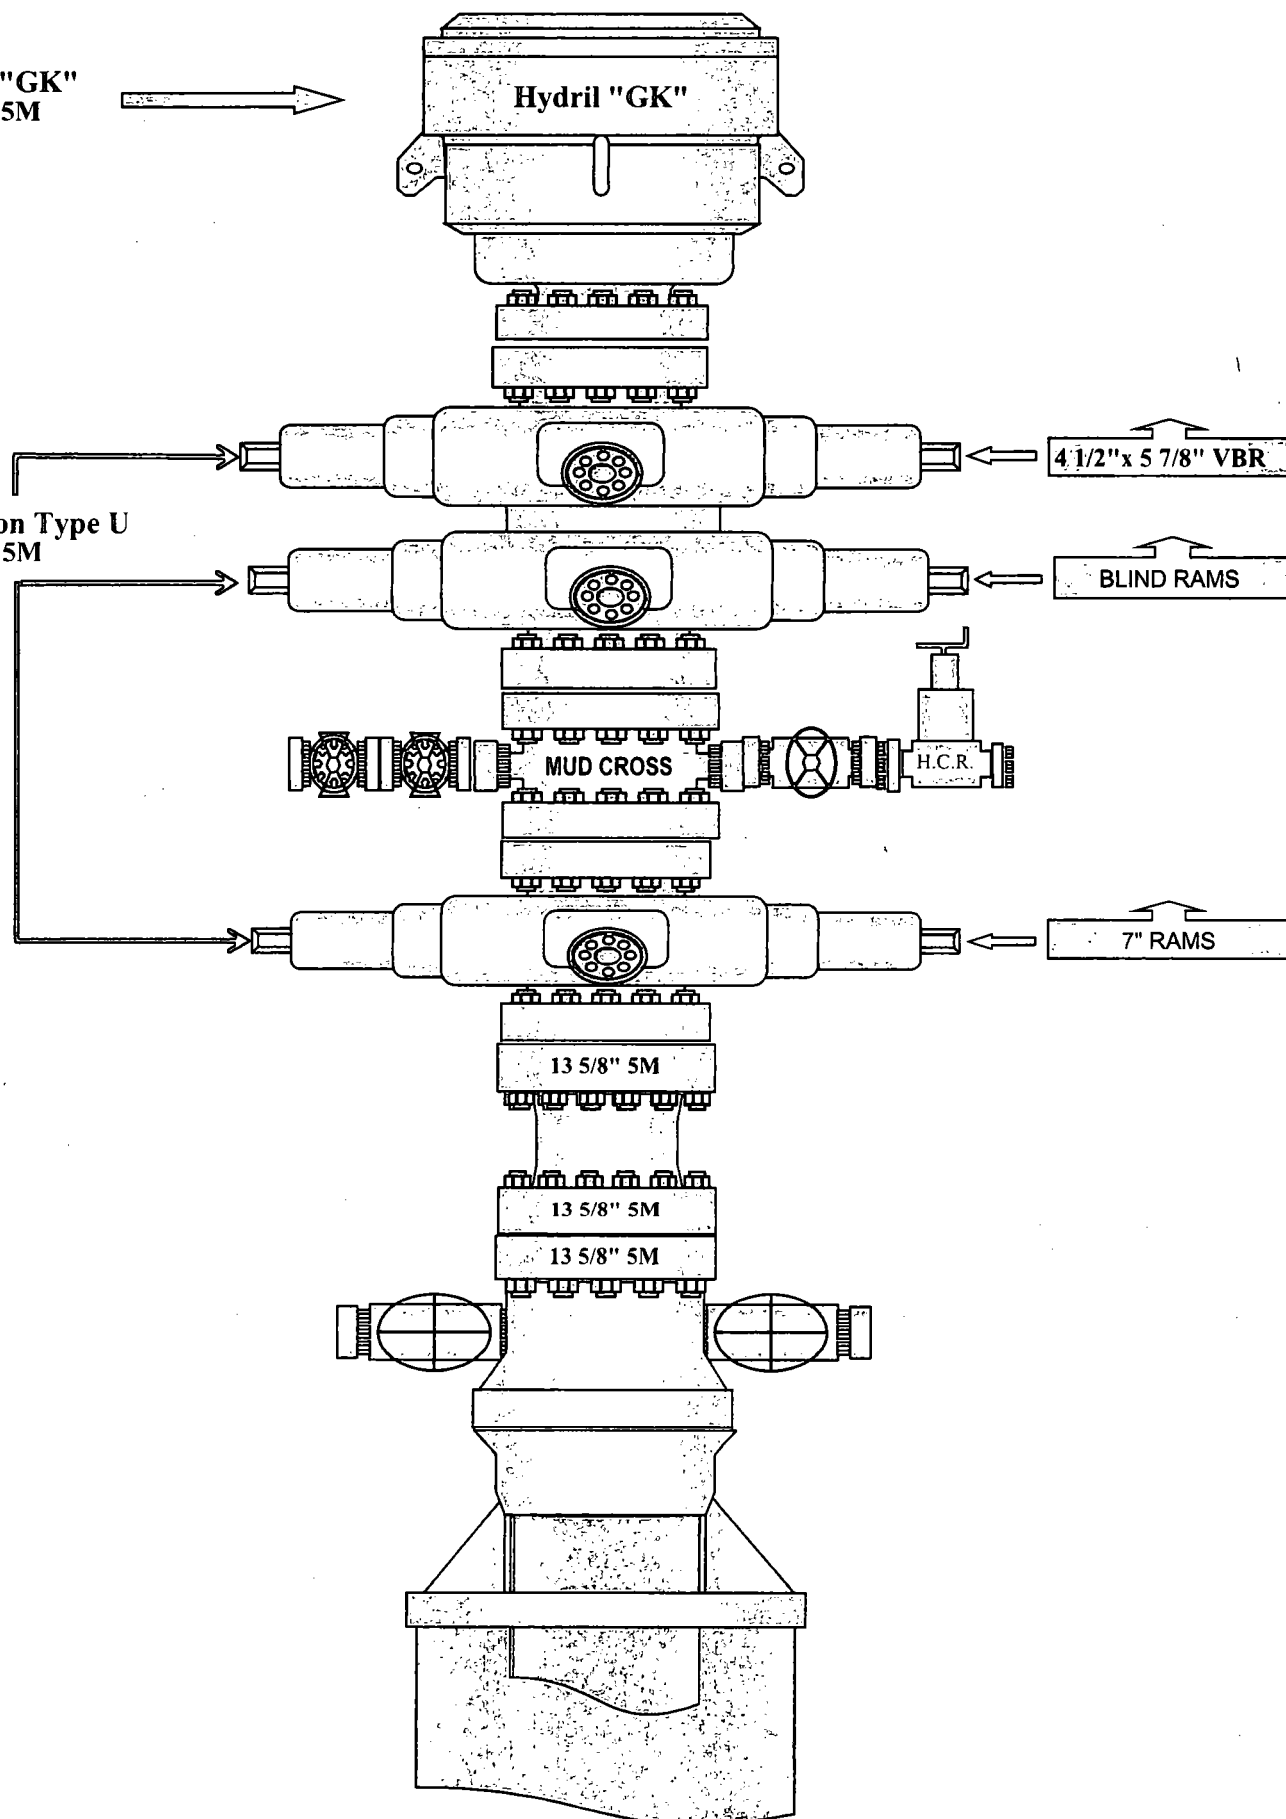 "GK"
5M
Hydril "GK"
4 1/2"x 5 7/8" VBR
on Type U
5M
BLIND RAMS
H.C.R.
MUD CROSS
7" RAMS
13 5/8" 5M
13 5/8" 5M
13 5/8" 5M